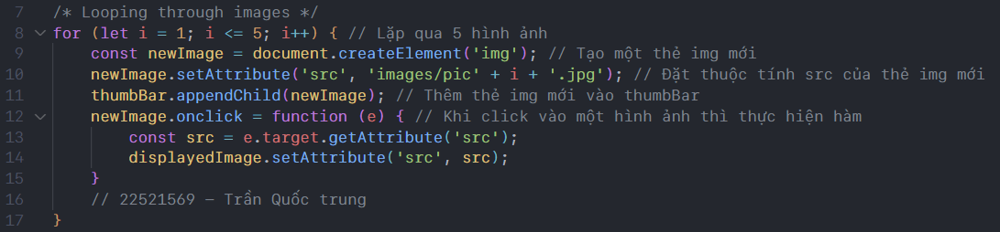 7 /* Looping through images */
8 for (let i = 1; i <= 5; i++) { // Lặp qua 5 hình ảnh
9 const newImage = document.createElement('img'); // Tạo một thẻ img mới
10 newImage.setAttribute('src', 'images/pic' + i + '.jpg'); // Đặt thuộc tính src của thẻ img mới
11 thumbBar.appendChild(newImage); // Thêm thẻ img mới vào thumbBar
12 newImage.onclick = function (e) { // Khi click vào một hình ảnh thì thực hiện hàm
13 const src = e.target.getAttribute('src');
14 displayedImage.setAttribute('src', src);
15 }
16 // 22521569 – Trần Quốc trung
17 }